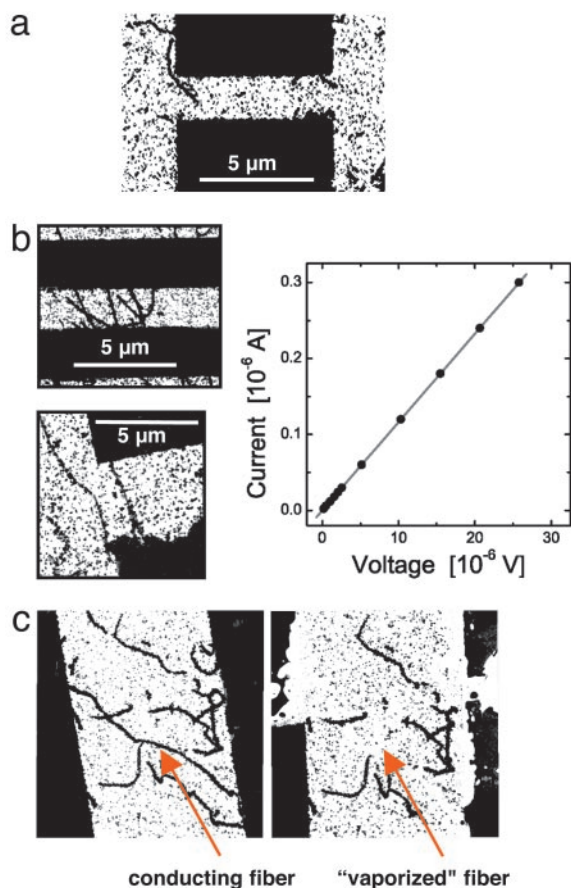 a
5 µm
b
5 µm
5 µm
Current [10⁻⁶ A]
0.3
0.2
0.1
0.0
0 10 20 30
Voltage [10⁻⁶ V]
c
conducting fiber
“vaporized" fiber